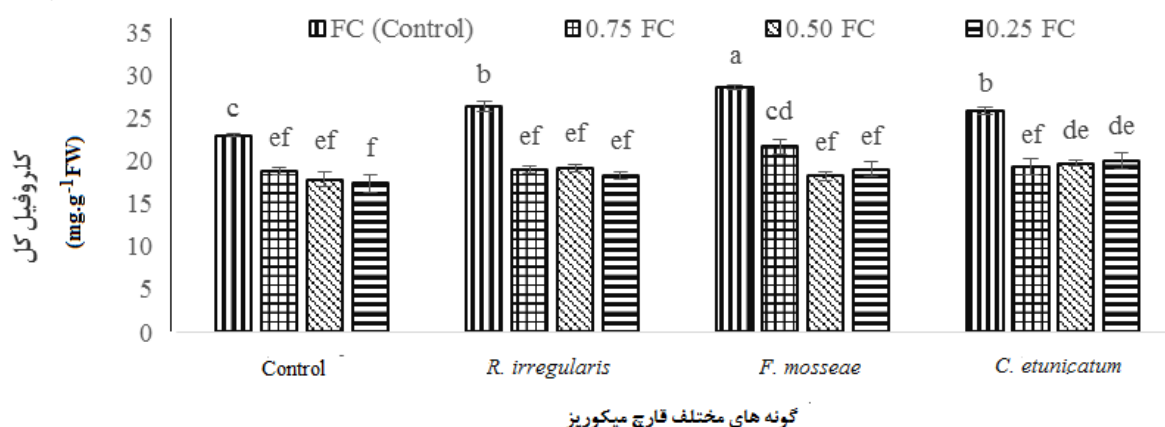 FC (Control) 0.75 FC 0.50 FC 0.25 FC
35
30
25
20
15
10
5
0
کلروفیل کل
(mg.g-1 FW)
c ef ef f
b ef ef ef
a cd ef ef
b ef de de
Control R. irregularis F. mosseae C. etunicatum
گونه های مختلف قارچ میکوریز